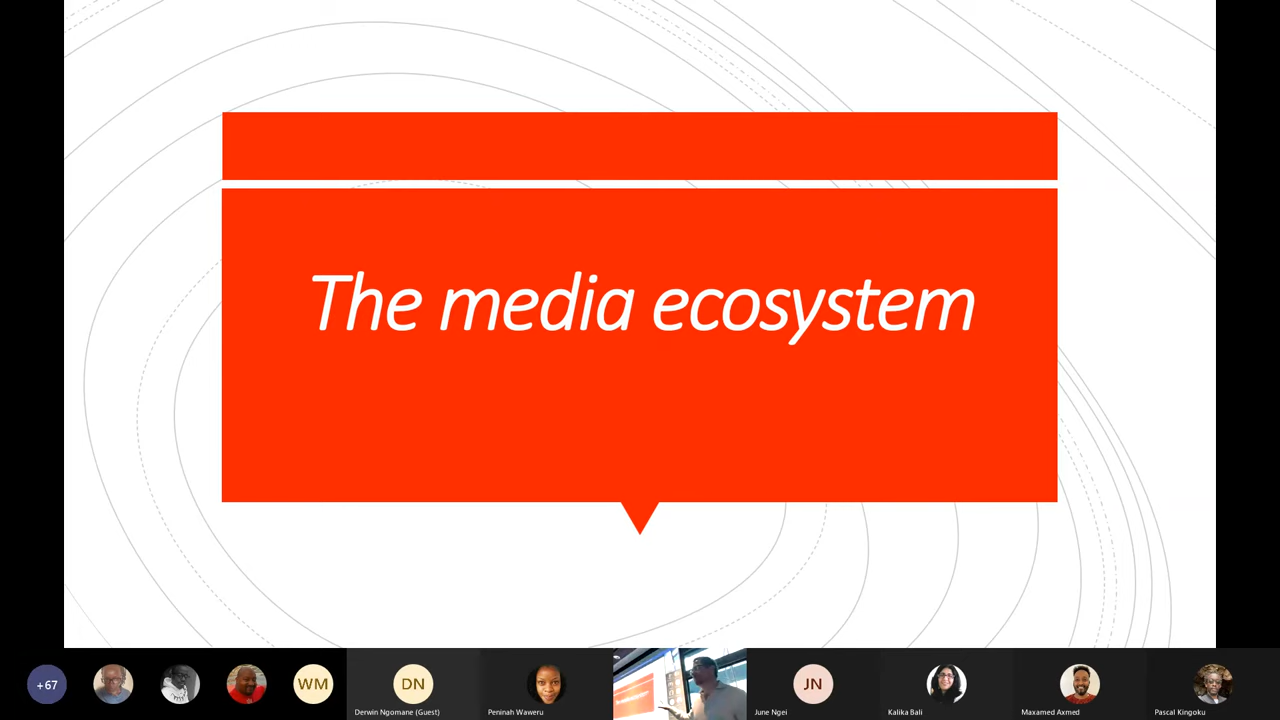 The media ecosystem
+67
WM
DN
JN
Derwin Ngomane (Guest)
Peninah Waweru
June Ngei
Kalika Bali
Maxamed Axmed
Pascal Kingoku